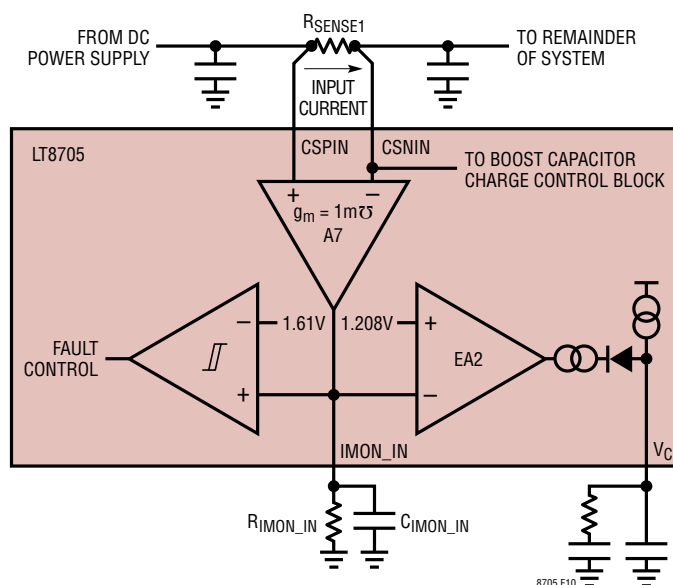 FROM DC
POWER SUPPLY
RSENSE1
TO REMAINDER
OF SYSTEM
INPUT
CURRENT
LT8705
CSPIN
CSNIN
TO BOOST CAPACITOR
CHARGE CONTROL BLOCK
+
–
gm = 1m℧
A7
FAULT
CONTROL
–
1.61V
1.208V
+
EA2
+
–
IMON_IN
VC
RIMON_IN
CIMON_IN
8705 F10